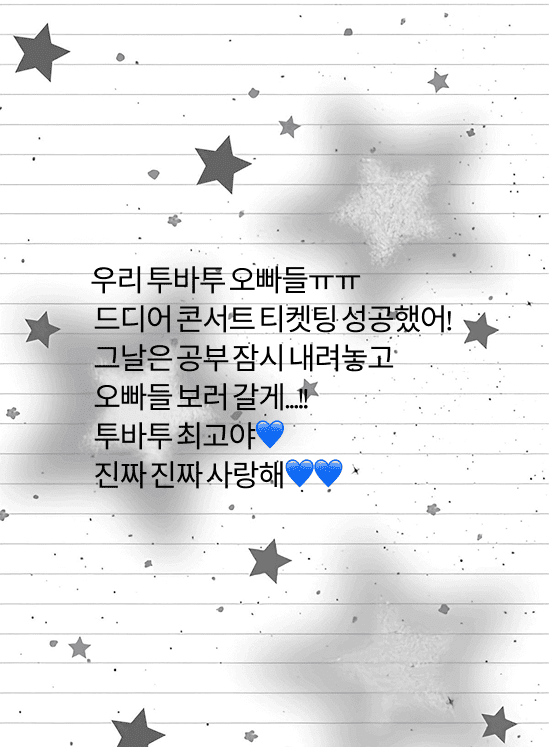 우리 투바투 오빠들ㅠㅠ
드디어 콘서트 티켓팅 성공했어!
그날은 공부 잠시 내려놓고
오빠들 보러 갈게...!!
투바투 최고야💙
진짜 진짜 사랑해💙💙